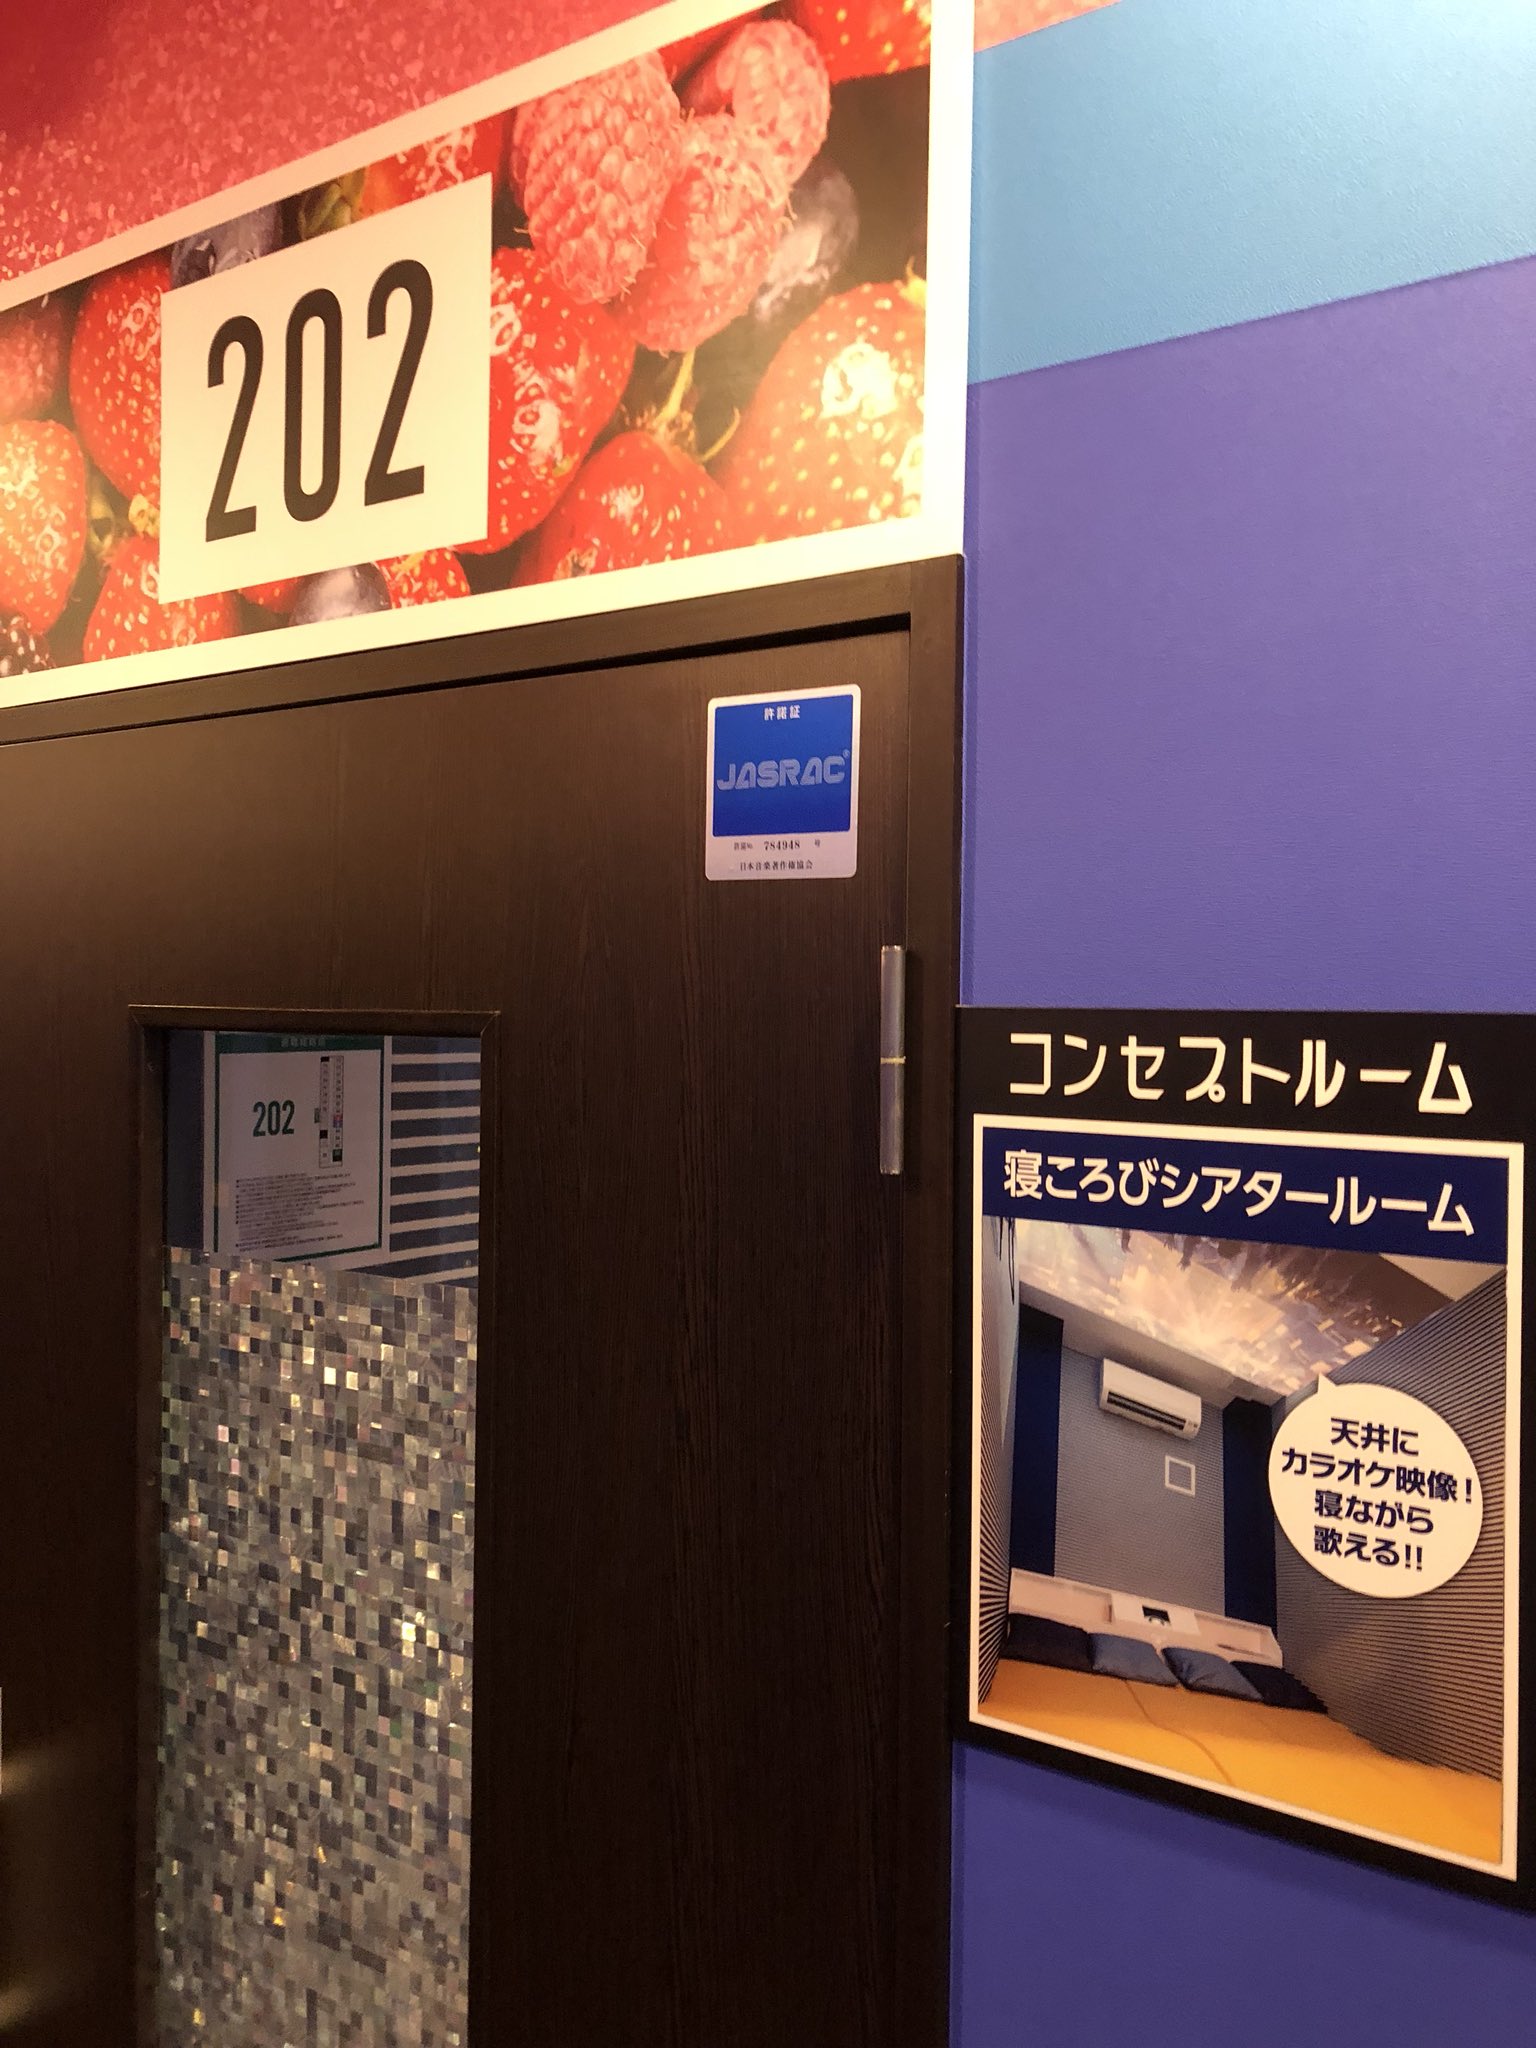 202
許諾証
JASRAC®
許諾No. 784948 号
日本音楽著作権協会
202
コンセプトルーム
寝ころびシアタールーム
天井に
カラオケ映像!
寝ながら
歌える!!